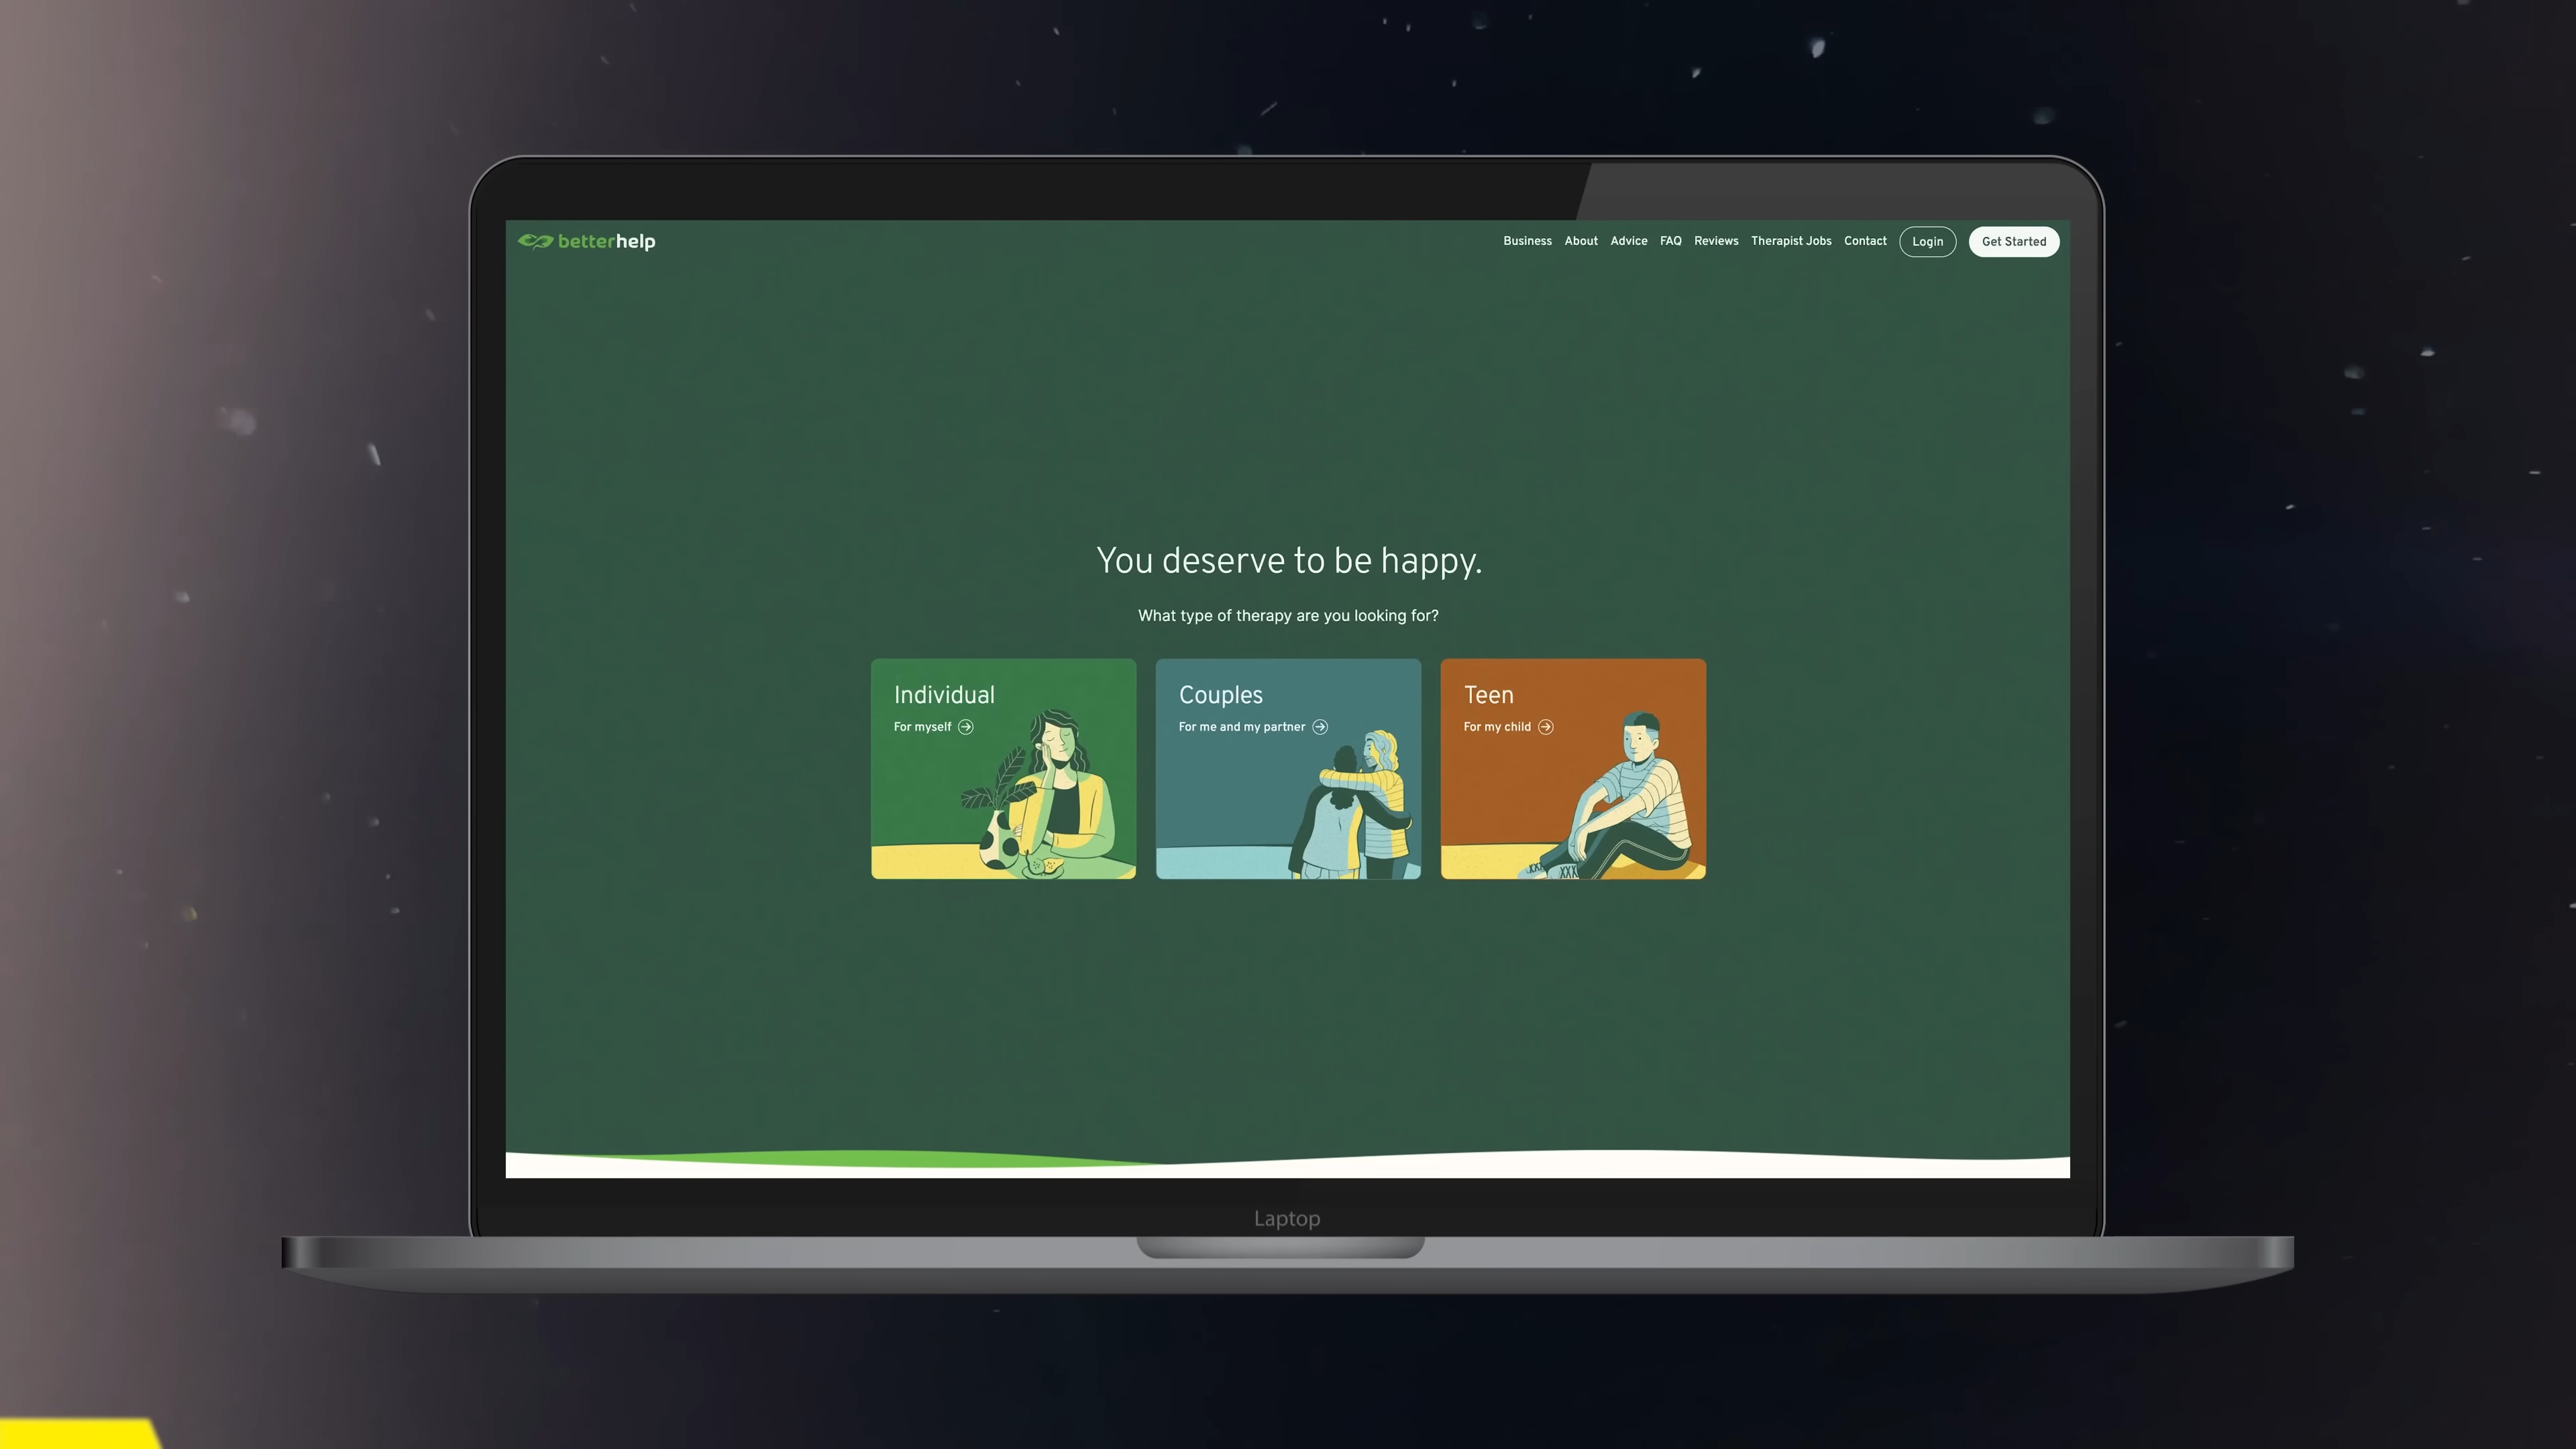 betterhelp
Business About Advice FAQ Reviews Therapist Jobs Contact Login Get Started
You deserve to be happy.
What type of therapy are you looking for?
Individual
For myself
Couples
For me and my partner
Teen
For my child
Laptop